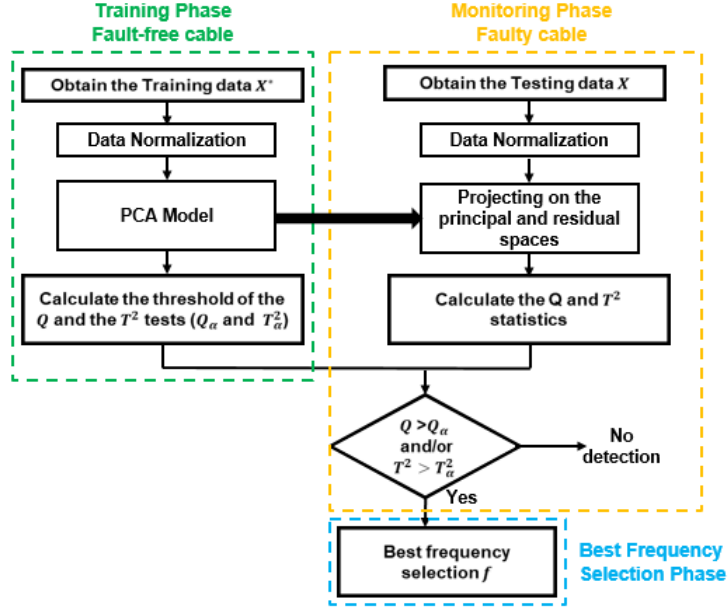 Training Phase
Fault-free cable
Obtain the Training data X*
Data Normalization
PCA Model
Calculate the threshold of the
Q and the T² tests (Qα and T²α)
Monitoring Phase
Faulty cable
Obtain the Testing data X
Data Normalization
Projecting on the
principal and residual
spaces
Calculate the Q and T²
statistics
Q >Qα
and/or
T² > T²α
No
detection
Yes
Best frequency
selection f
Best Frequency
Selection Phase